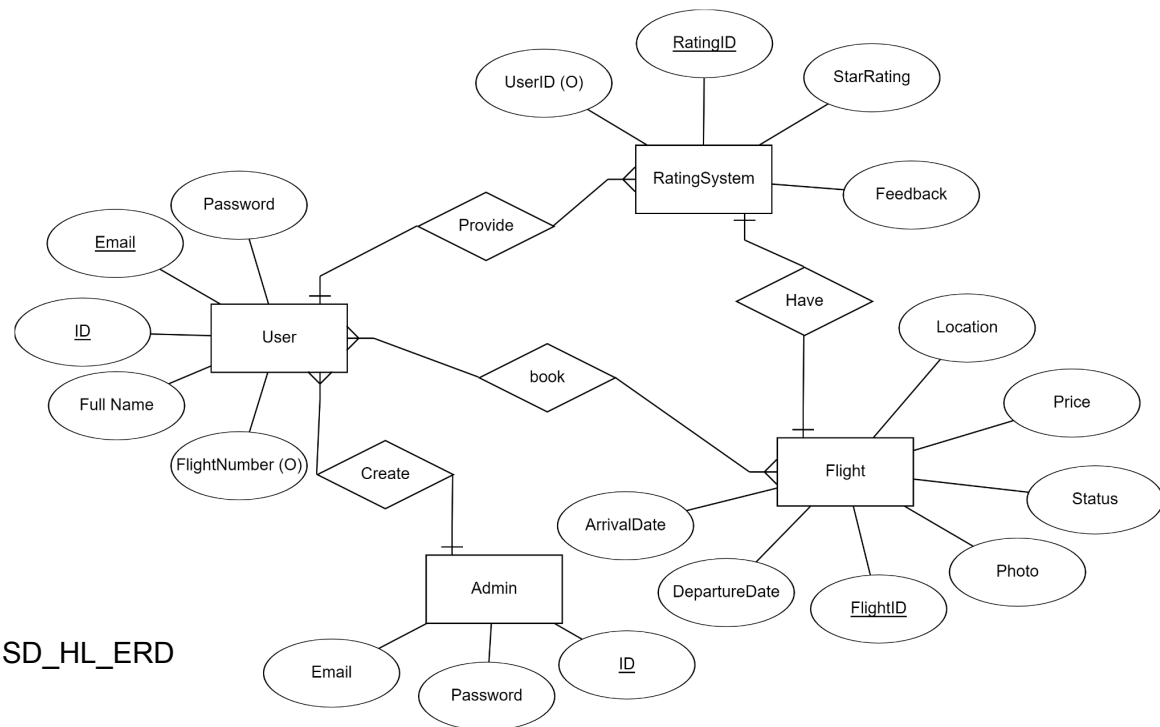 RatingID
UserID (O)
StarRating
RatingSystem
Feedback
Password
Provide
Email
Have
Location
ID
User
book
Price
Full Name
FlightNumber (O)
Create
Flight
Status
ArrivalDate
Photo
DepartureDate
FlightID
Admin
SD_HL_ERD
Email
Password
ID